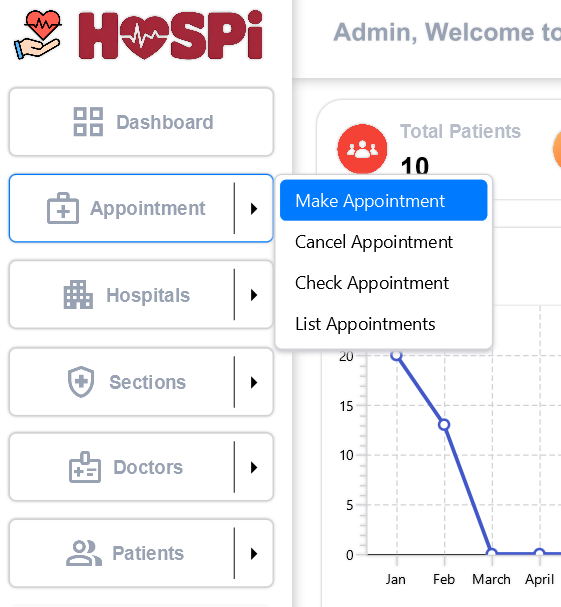 HOSPi
Admin, Welcome to
Dashboard
Total Patients
10
Appointment
Make Appointment
Cancel Appointment
Check Appointment
List Appointments
Hospitals
Sections
Doctors
Patients
20
15
10
5
0
Jan Feb March April